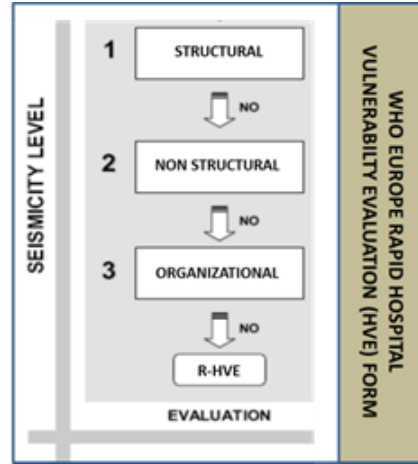 SEISMICITY LEVEL
1
STRUCTURAL
NO
2
NON STRUCTURAL
NO
3
ORGANIZATIONAL
NO
R-HVE
EVALUATION
WHO EUROPE RAPID HOSPITAL
VULNERABILTY EVALUATION (HVE) FORM